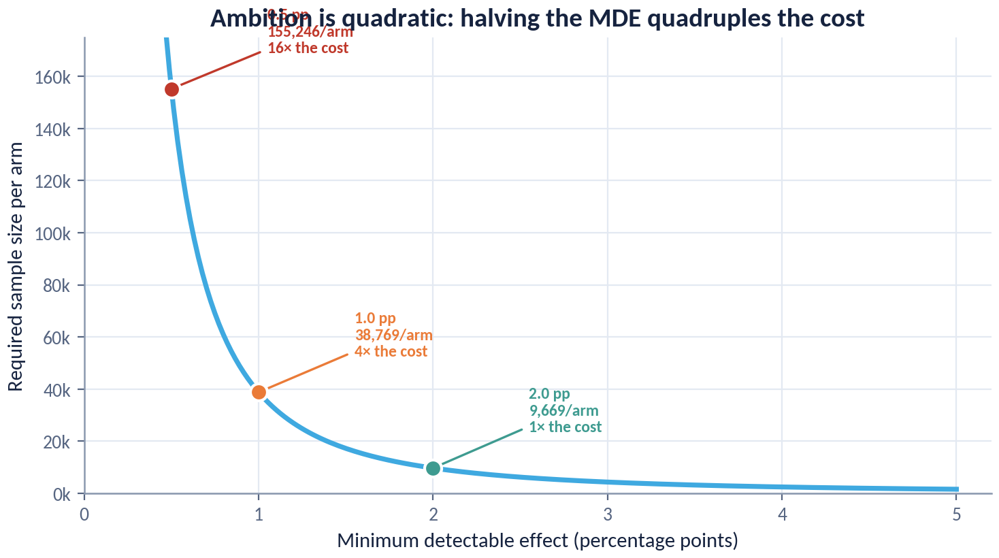 Ambition is quadratic: halving the MDE quadruples the cost
0.5 pp
155,246/arm
16× the cost
160k
140k
120k
100k
80k
60k
40k
20k
0k
Required sample size per arm
1.0 pp
38,769/arm
4× the cost
2.0 pp
9,669/arm
1× the cost
0
1
2
3
4
5
Minimum detectable effect (percentage points)